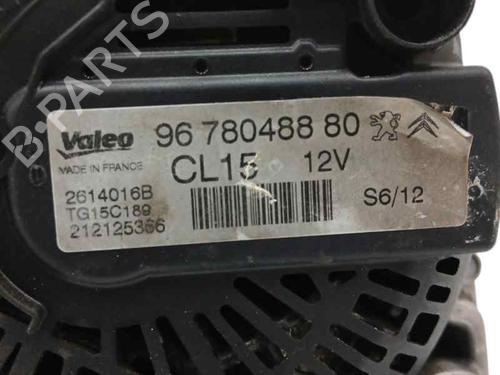 B-PARTS
Valeo 96 780488 80
MADE IN FRANCE CL15 12V
2614016B S6/12
TG15C189
212125366